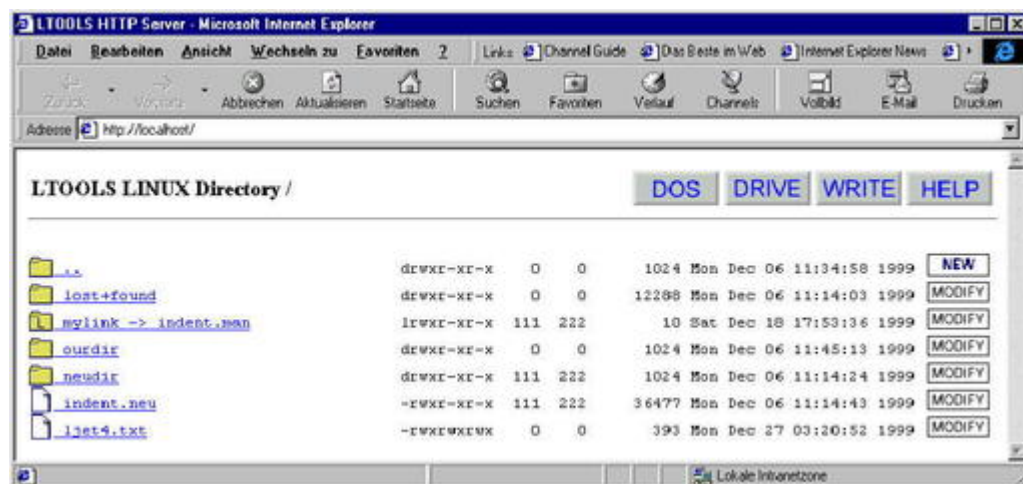 LTOOLS HTTP Server - Microsoft Internet Explorer
Datei Bearbeiten Ansicht Wechseln zu Favoriten ? Links Channel Guide Das Beste im Web Internet Explorer News
Zurück Vorwärts Abbrechen Aktualisieren Startseite Suchen Favoriten Verlauf Channels Vollbild E-Mail Drucken
Adresse http://localhost/
LTOOLS LINUX Directory / DOS DRIVE WRITE HELP
.. drwxr-xr-x 0 0 1024 Mon Dec 06 11:34:58 1999 NEW
lost+found drwxr-xr-x 0 0 12288 Mon Dec 06 11:14:03 1999 MODIFY
mylink -> indent.man lrwxr-xr-x 111 222 10 Sat Dec 18 17:53:36 1999 MODIFY
ourdir drwxr-xr-x 0 0 1024 Mon Dec 06 11:45:13 1999 MODIFY
neudir drwxr-xr-x 111 222 1024 Mon Dec 06 11:14:24 1999 MODIFY
indent.neu -rwxr-xr-x 111 222 36477 Mon Dec 06 11:14:43 1999 MODIFY
ljet4.txt -rwxrwxrwx 0 0 393 Mon Dec 27 03:20:52 1999 MODIFY
Lokale Intranetzone